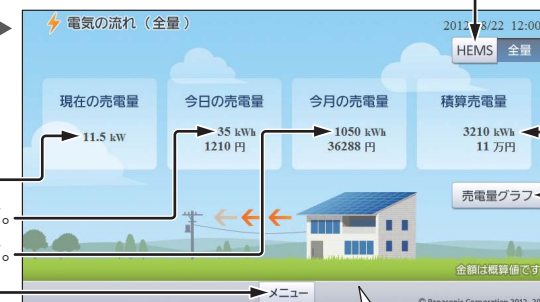 電気の流れ（全量）
2012 8/22 12:00
HEMS 全量
現在の売電量
11.5 kW
今日の売電量
35 kWh
1210 円
今月の売電量
1050 kWh
36288 円
積算売電量
3210 kWh
11 万円
。
。
売電量グラフ
金額は概算値です
メニュー
© Panasonic Corporation 2012